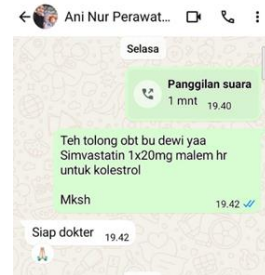 Ani Nur Perawat...
Selasa
Panggilan suara
1 mnt 19.40
Teh tolong obt bu dewi yaa
Simvastatin 1x20mg malem hr
untuk kolestrol
Mksh
19.42
Siap dokter 19.42